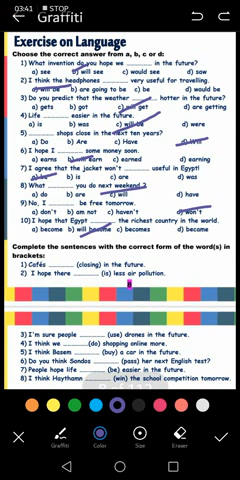 03:41 STOP
Graffiti
Exercise on Language
Choose the correct answer from a, b, c or d:
1) What invention do you hope we ............ in the future?
a) see b) will see c) would see d) saw
2) I think the headphones ............ very useful for travelling.
a) will be b) are going to be c) be d) would be
3) Do you predict that the weather ............ hotter in the future?
a) gets b) got c) will get d) are getting
4) Life ............ easier in the future.
a) is b) was c) will be d) were
5) ............ shops close in the next ten years?
a) Do b) Are c) Have d) Will
6) I hope I ............ some money soon.
a) earns b) will earn c) earned d) earning
7) I agree that the jacket won't ............ useful in Egypt!
a) be b) is c) are d) was
8) What ............ you do next weekend?
a) do b) are c) will d) have
9) No, I ............ be free tomorrow.
a) don't b) am not c) haven't d) won't
10) I hope that Egypt ............ the richest country in the world.
a) become b) will become c) becomes d) became
Complete the sentences with the correct form of the word(s) in
brackets:
1) Cafés ............ (closing) in the future.
2) I hope there ............ (is) less air pollution.
8
3) I'm sure people ............ (use) drones in the future.
4) I think we ............ (do) shopping online more.
5) I think Basem ............ (buy) a car in the future.
6) Do you think Sondos ............ (pass) her next English test?
7) People hope life ............ (be) easier in the future.
8) I think Haythamn ............ (win) the school competition tomorrow.
Graffiti Color Size Eraser